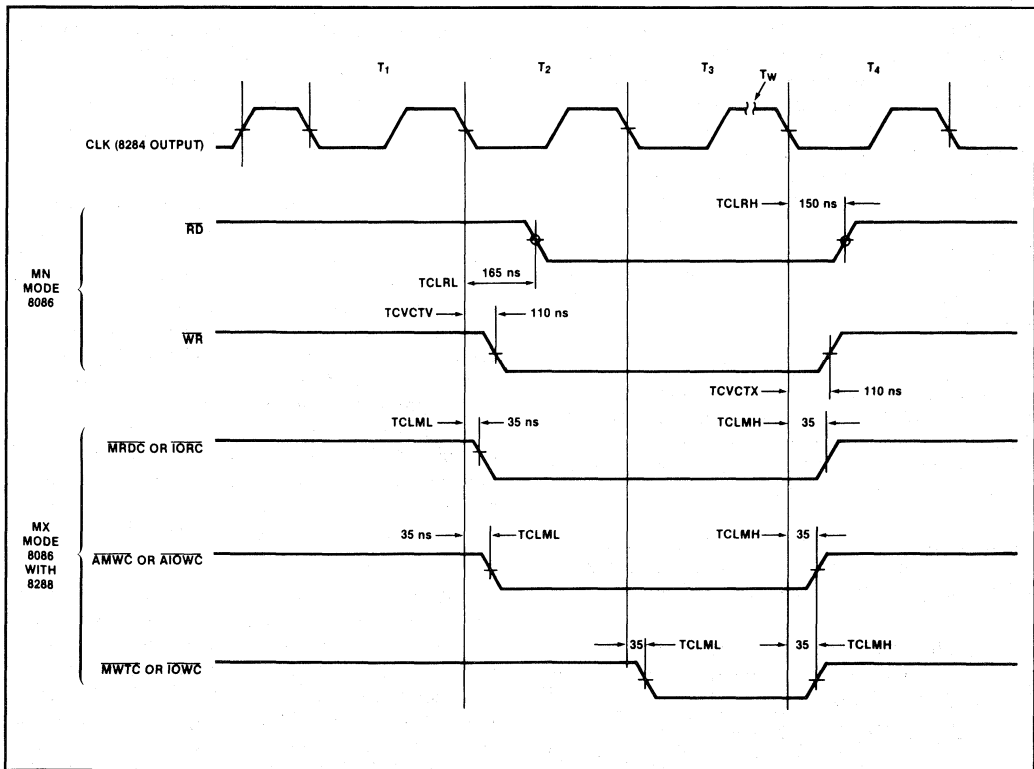 T1 T2 T3 TW T4
CLK (8284 OUTPUT)
TCLRH 150 ns
RD
MN
MODE
8086
165 ns
TCLRL
TCVCTV 110 ns
WR
TCVCTX 110 ns
TCLML 35 ns TCLMH 35
MRDC OR IORC
MX
MODE
8086
WITH
8288
35 ns TCLML TCLMH 35
AMWC OR AIOWC
35 TCLML 35 TCLMH
MWTC OR IOWC